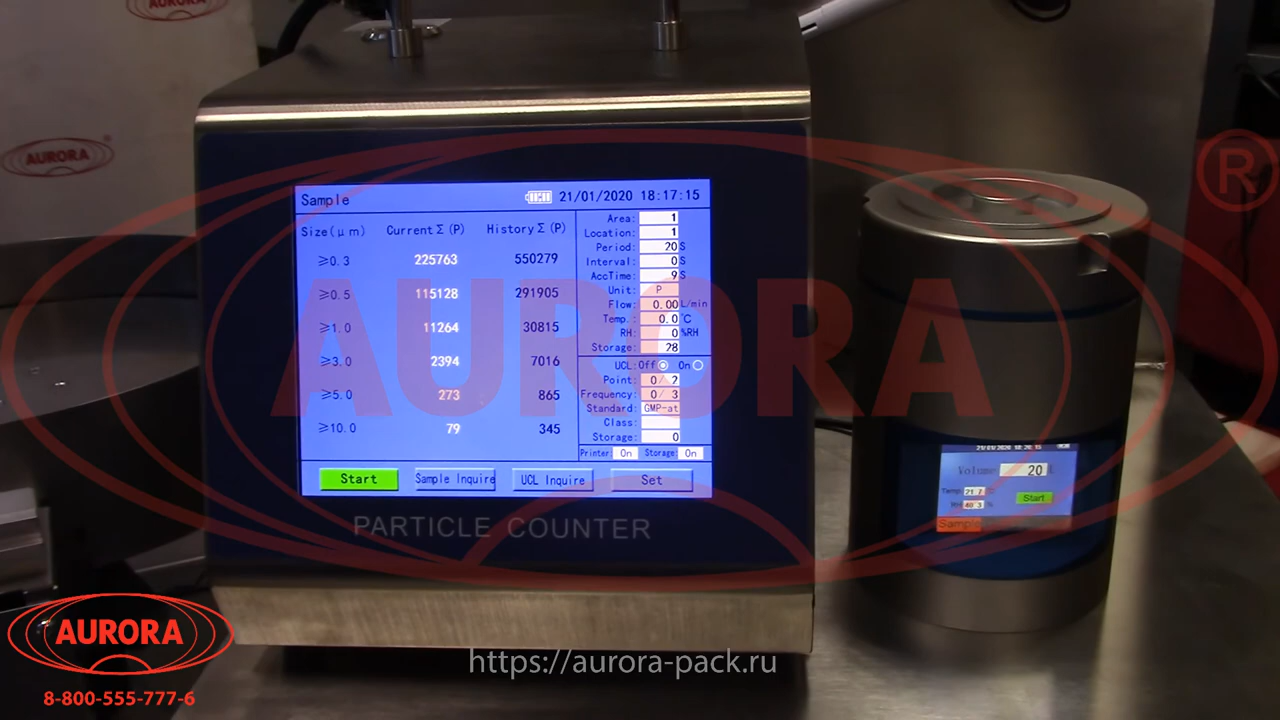 AURORA
AURORA
®
Sample 21/01/2020 18:17:15
Size(μm) Current Σ (P) History Σ (P)
≥0.3 225763 550279
≥0.5 115128 291905
≥1.0 11264 30815
≥3.0 2394 7016
≥5.0 273 865
≥10.0 79 345
Area: 1
Location: 1
Period: 20 S
Interval: 0 S
AccTime: 9 S
Unit: P
Flow: 0.00 L/min
Temp.: 0.0 °C
RH: 0 %RH
Storage: 28
UCL: Off On
Point: 0/ 2
Frequency: 0/ 3
Standard: GMP-at
Class:
Storage: 0
Printer: On Storage: On
Start Sample Inquire UCL Inquire Set
PARTICLE COUNTER
Volume 20 L
Temp: 21.7
40.3 %
Start
Sample
AURORA
®
AURORA
8-800-555-777-6
https://aurora-pack.ru